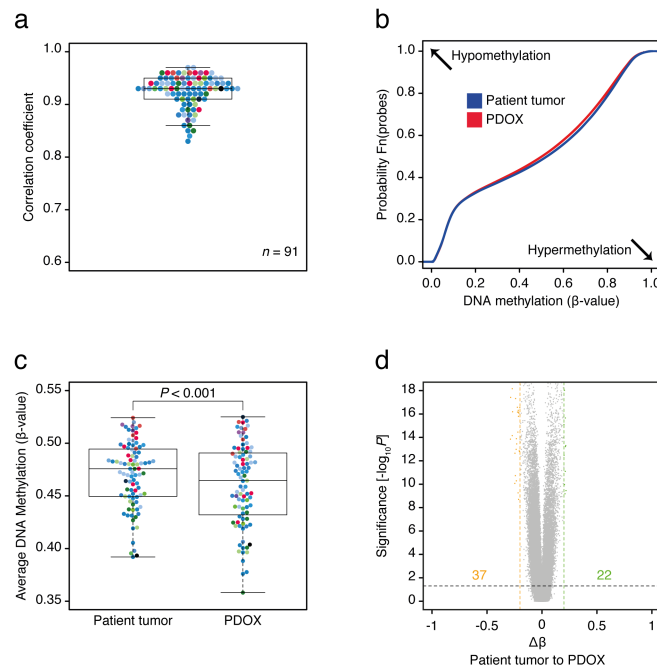 a
1.0
0.9
0.8
0.7
0.6
Correlation coefficient
n = 91
b
1.0
0.8
0.6
0.4
0.2
0.0
Probability Fn(probes)
Hypomethylation
Patient tumor
PDOX
Hypermethylation
0.0 0.2 0.4 0.6 0.8 1.0
DNA methylation (β-value)
c
0.55
0.50
0.45
0.40
0.35
Average DNA Methylation (β-value)
P < 0.001
Patient tumor PDOX
d
18
16
14
12
10
8
6
4
2
0
Significance [-log10P]
37 22
-1 -0.5 0 0.5 1
Δβ
Patient tumor to PDOX